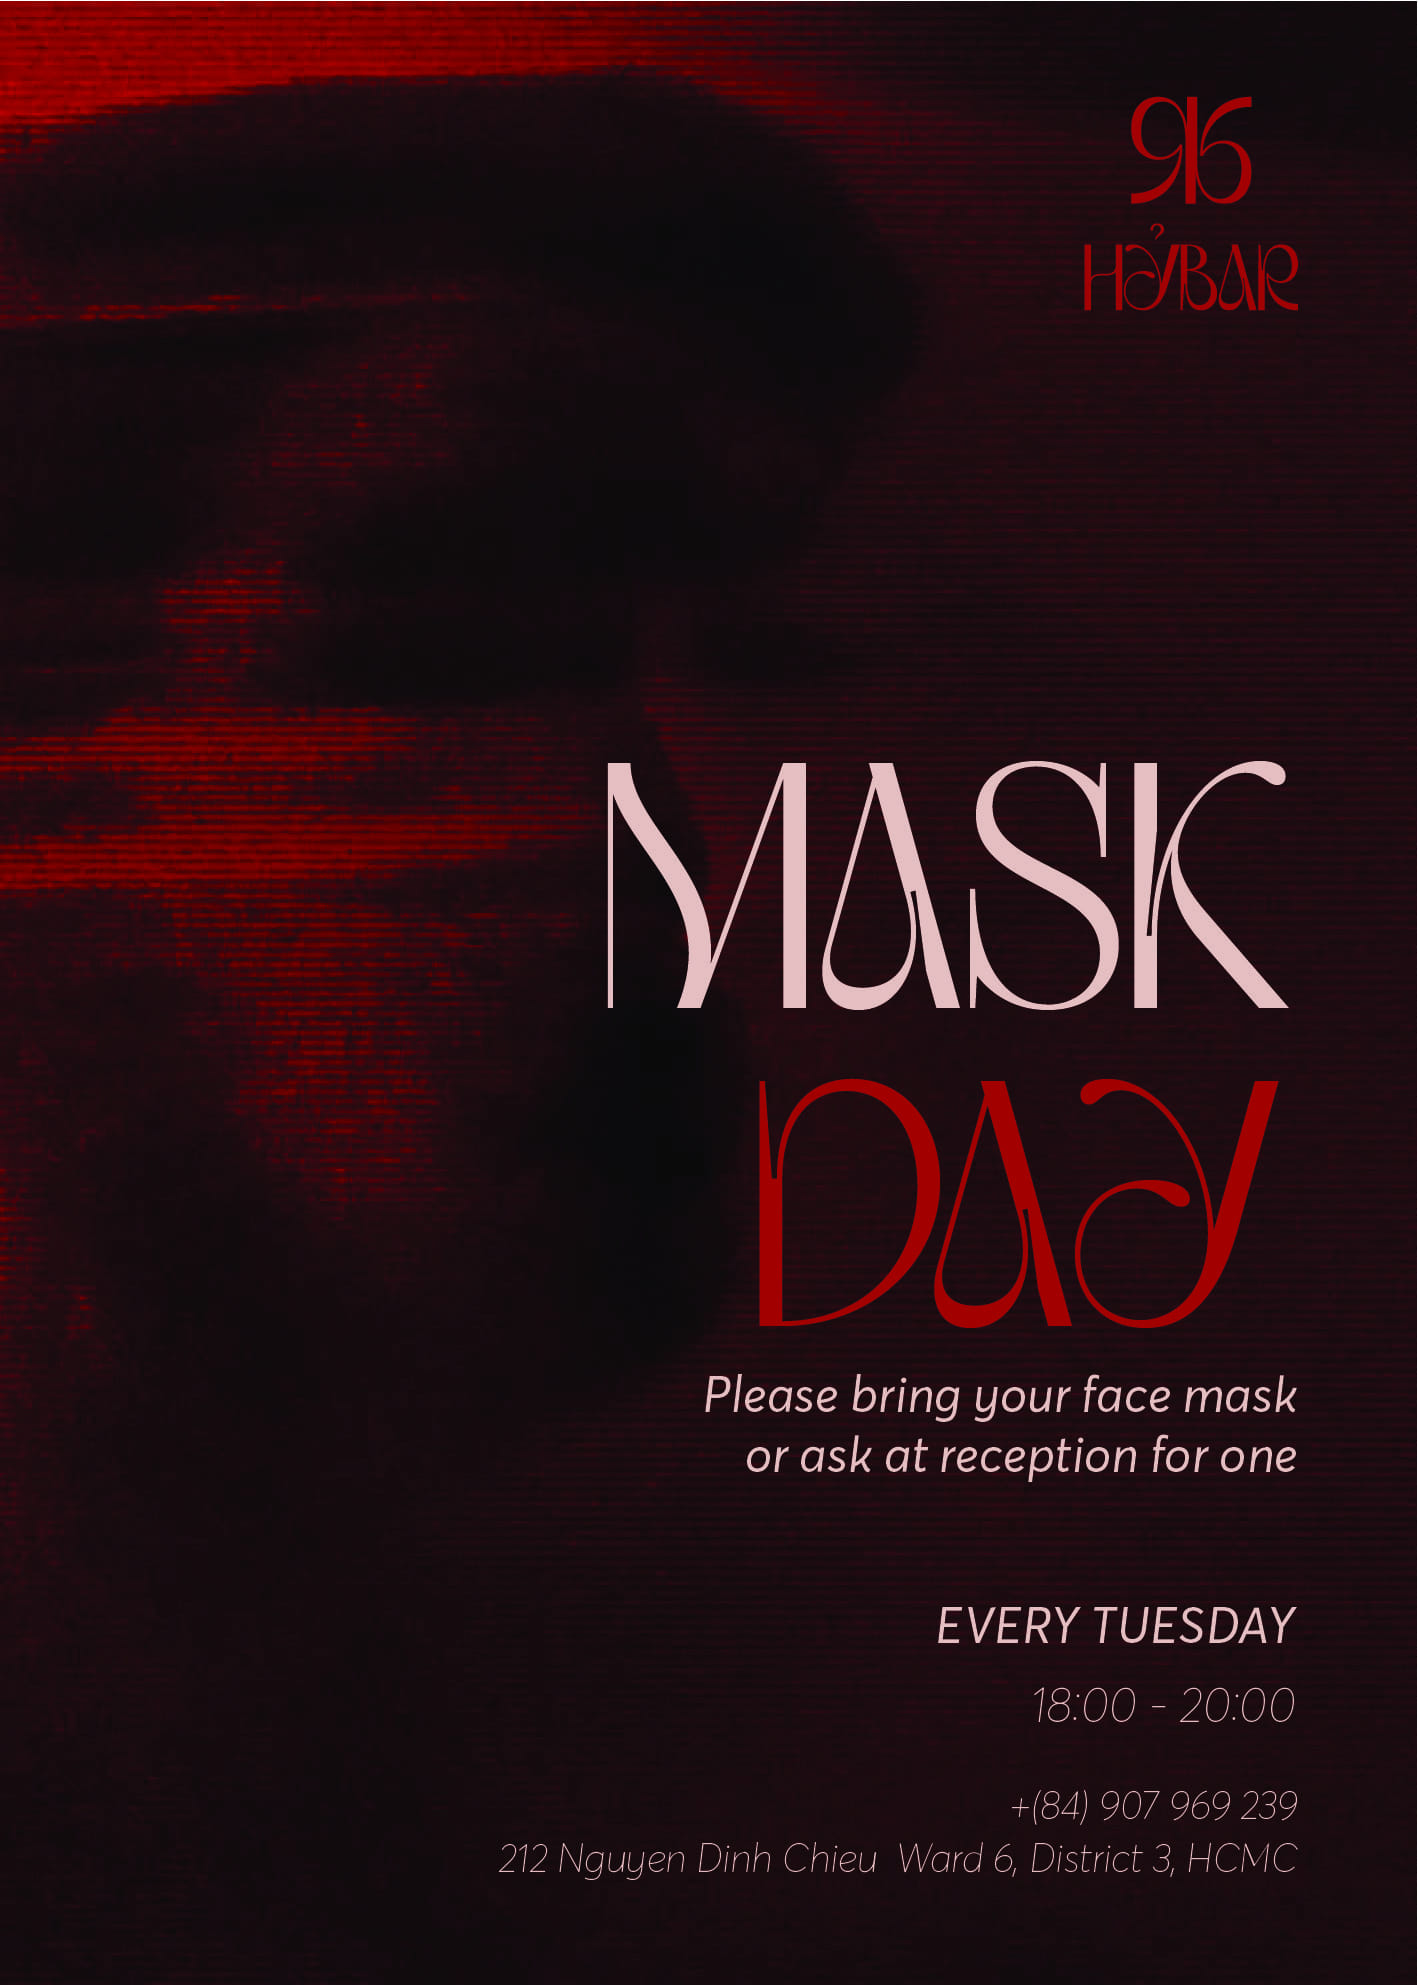 96
HẢYBAR
MASK
DAY
Please bring your face mask
or ask at reception for one
EVERY TUESDAY
18:00 - 20:00
+(84) 907 969 239
212 Nguyen Dinh Chieu Ward 6, District 3, HCMC